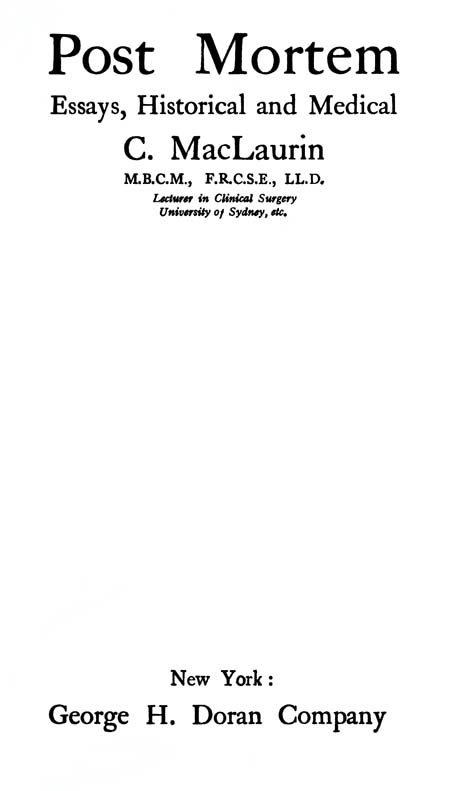 Post Mortem
Essays, Historical and Medical
C. MacLaurin
M.B.C.M., F.R.C.S.E., LL.D.
Lecturer in Clinical Surgery
University of Sydney, etc.
New York:
George H. Doran Company